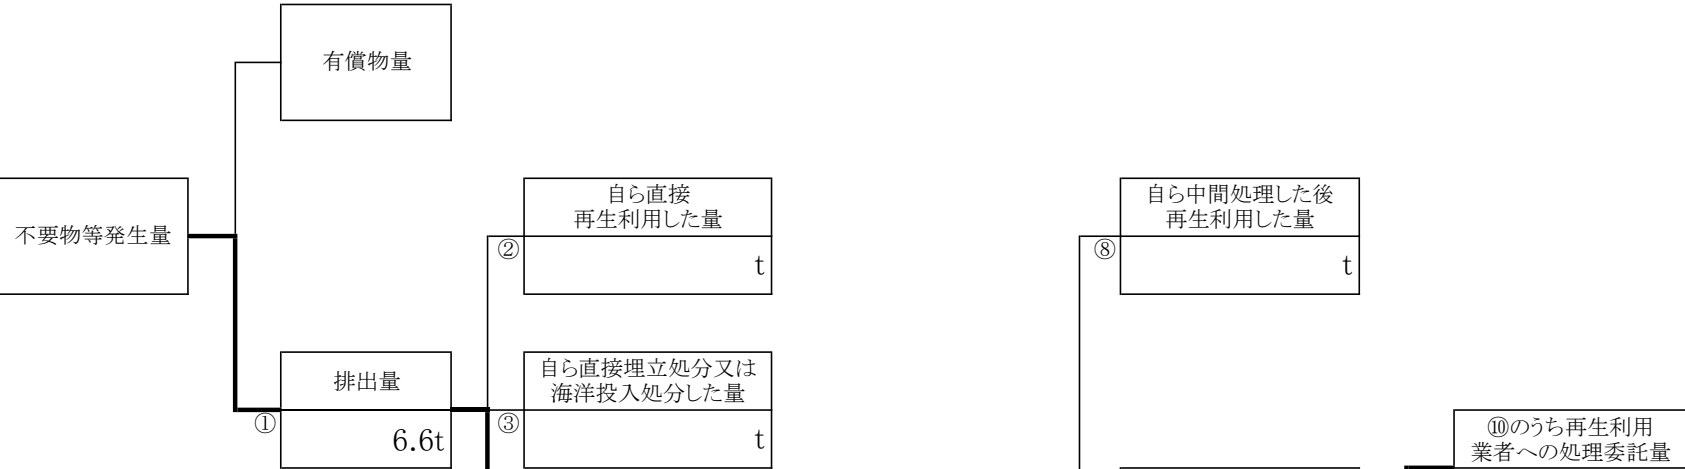 有償物量
不要物等発生量
自ら直接
再生利用した量
②
t
自ら中間処理した後
再生利用した量
⑧
t
排出量
①
6.6t
自ら直接埋立処分又は
海洋投入処分した量
③
t
⑩のうち再生利用
業者への処理委託量